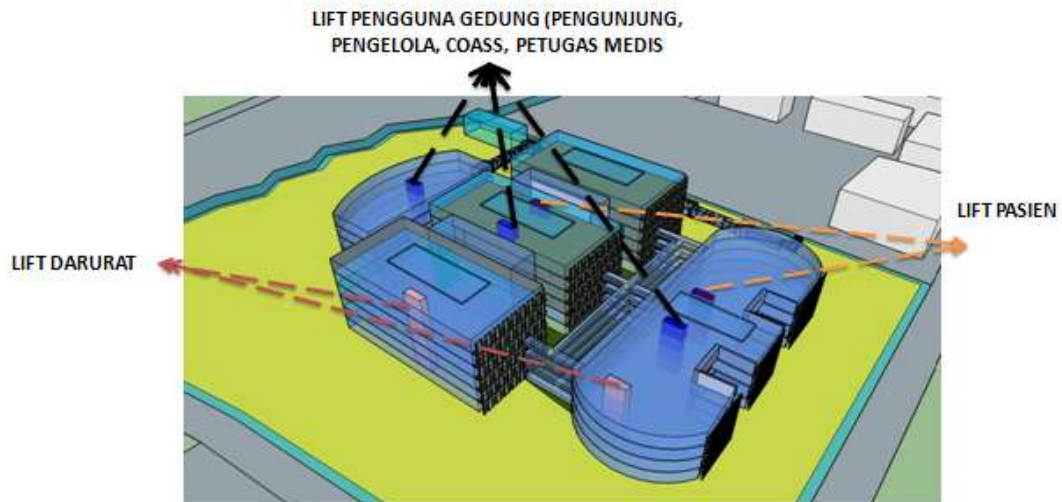 LIFT PENGGUNA GEDUNG (PENGUNJUNG,
PENGELOLA, COASS, PETUGAS MEDIS
LIFT PASIEN
LIFT DARURAT